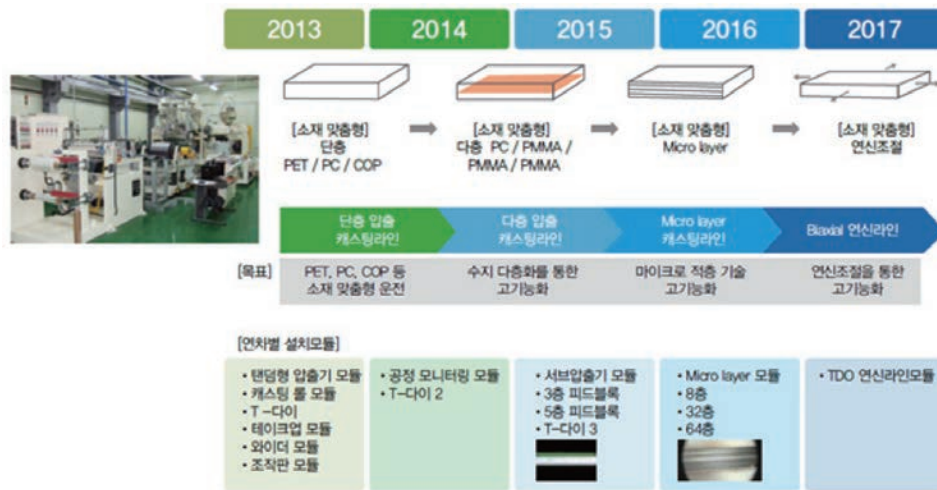 2013
2014
2015
2016
2017
[소재 맞춤형]
단층
PET / PC / COP
[소재 맞춤형]
다층 PC / PMMA /
PMMA / PMMA
[소재 맞춤형]
Micro layer
[소재 맞춤형]
연신조절
단층 압출
캐스팅라인
다층 압출
캐스팅라인
Micro layer
캐스팅라인
Biaxial 연신라인
[목표]
PET, PC, COP 등
소재 맞춤형 운전
수지 다층화를 통한
고기능화
마이크로 적층 기술
고기능화
연신조절을 통한
고기능화
[연차별 설치모듈]
• 탠덤형 압출기 모듈
• 캐스팅 롤 모듈
• T-다이
• 테이크업 모듈
• 와이더 모듈
• 조작판 모듈
• 공정 모니터링 모듈
• T-다이 2
• 서브압출기 모듈
• 3층 피드블록
• 5층 피드블록
• T-다이 3
• Micro layer 모듈
• 8층
• 32층
• 64층
• TDO 연신라인모듈